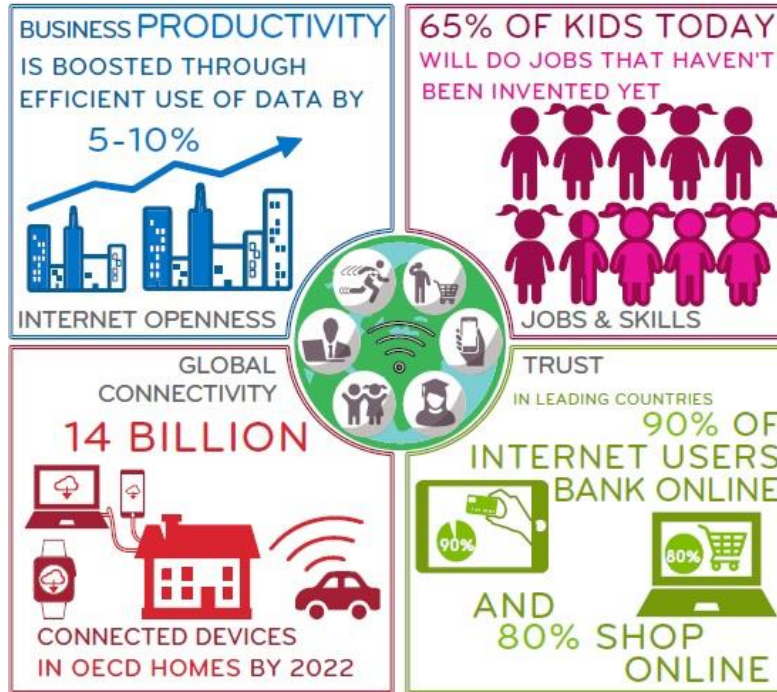 BUSINESS PRODUCTIVITY
IS BOOSTED THROUGH
EFFICIENT USE OF DATA BY
5-10%
INTERNET OPENNESS
65% OF KIDS TODAY
WILL DO JOBS THAT HAVEN'T
BEEN INVENTED YET
JOBS & SKILLS
GLOBAL
CONNECTIVITY
14 BILLION
CONNECTED DEVICES
IN OECD HOMES BY 2022
TRUST
IN LEADING COUNTRIES
90% OF
INTERNET USERS
BANK ONLINE
90%
80%
AND
80% SHOP
ONLINE